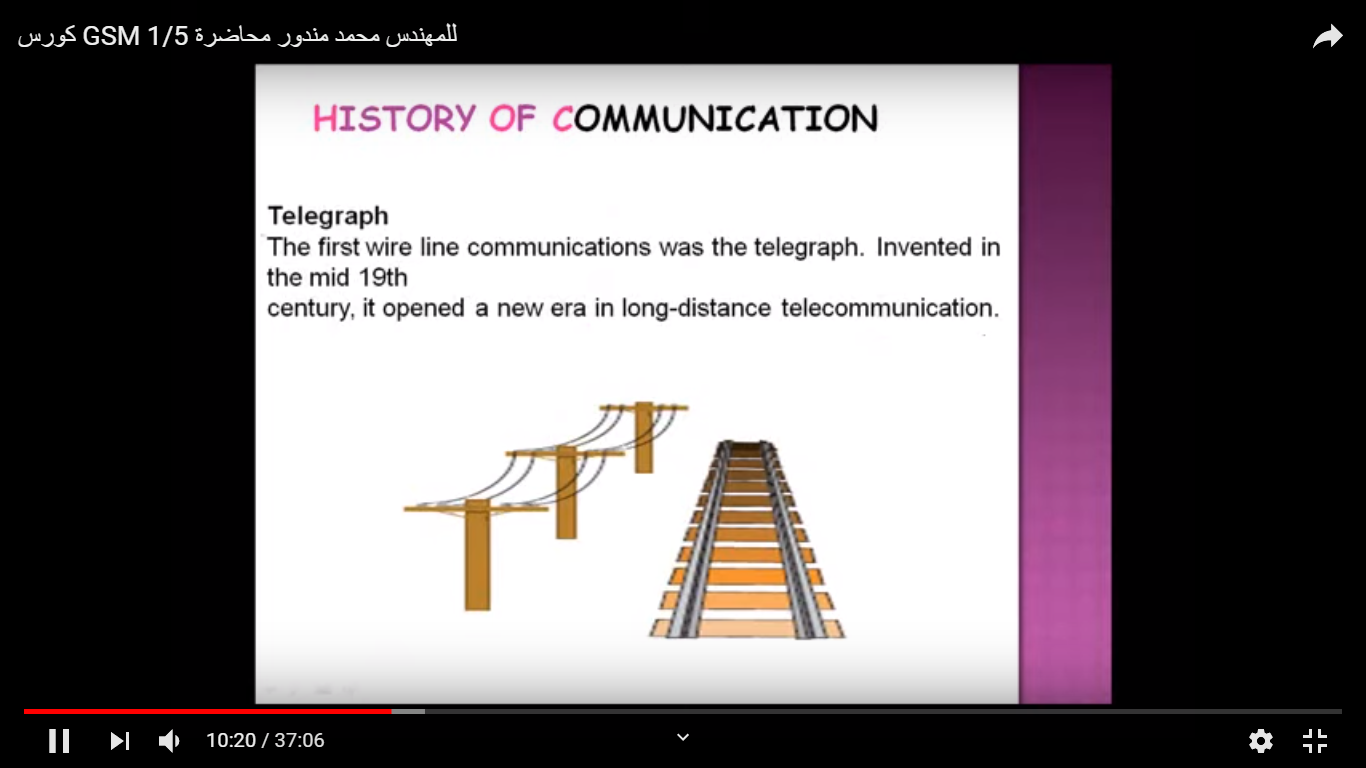 كورس GSM 1/5 للمهندس محمد مندور محاضرة
HISTORY OF COMMUNICATION
Telegraph
The first wire line communications was the telegraph. Invented in
the mid 19th
century, it opened a new era in long-distance telecommunication.
10:20 / 37:06